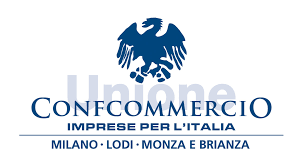 Unione
CONFCOMMERCIO
IMPRESE PER L'ITALIA
MILANO · LODI · MONZA E BRIANZA